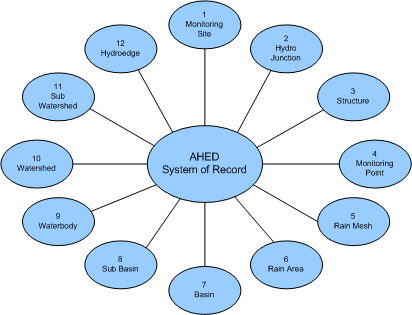 1
Monitoring
Site
2
Hydro
Junction
3
Structure
4
Monitoring
Point
5
Rain Mesh
6
Rain Area
7
Basin
8
Sub Basin
9
Waterbody
10
Watershed
11
Sub
Watershed
12
Hydroedge
AHED
System of Record